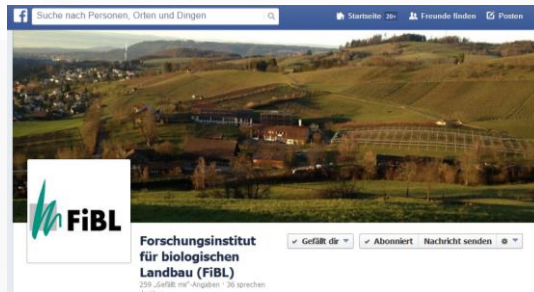 Suche nach Personen, Orten und Dingen
Startseite 20+ Freunde finden Posten
FiBL
Forschungsinstitut
für biologischen
Landbau (FiBL)
259 „Gefällt mir“-Angaben · 36 sprechen
Gefällt dir Abonniert Nachricht senden